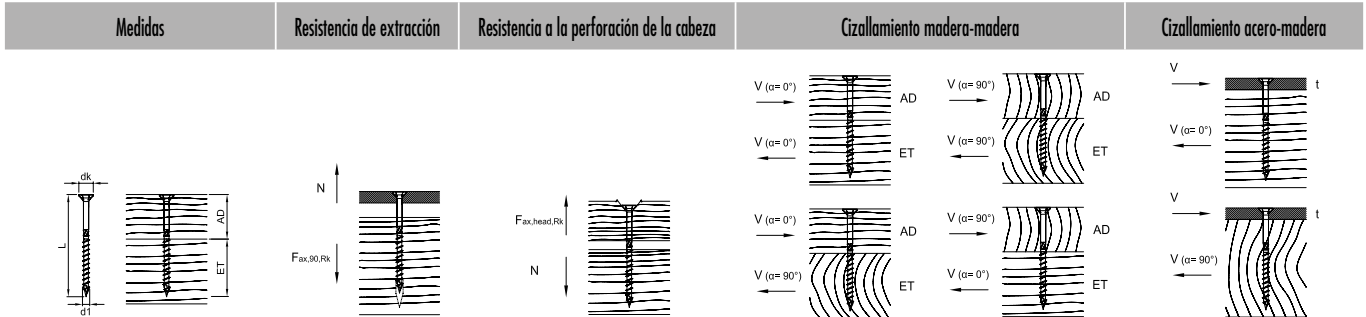 Medidas
Resistencia de extracción
Resistencia a la perforación de la cabeza
Cizallamiento madera-madera
Cizallamiento acero-madera
dk
L
d1
AD
ET
N
Fax,90,Rk
Fax,head,Rk
N
V (α= 0°)
AD
V (α= 0°)
ET
V (α= 90°)
AD
V (α= 90°)
ET
V (α= 0°)
AD
V (α= 90°)
ET
V (α= 90°)
AD
V (α= 0°)
ET
V
t
V (α= 0°)
V
t
V (α= 90°)